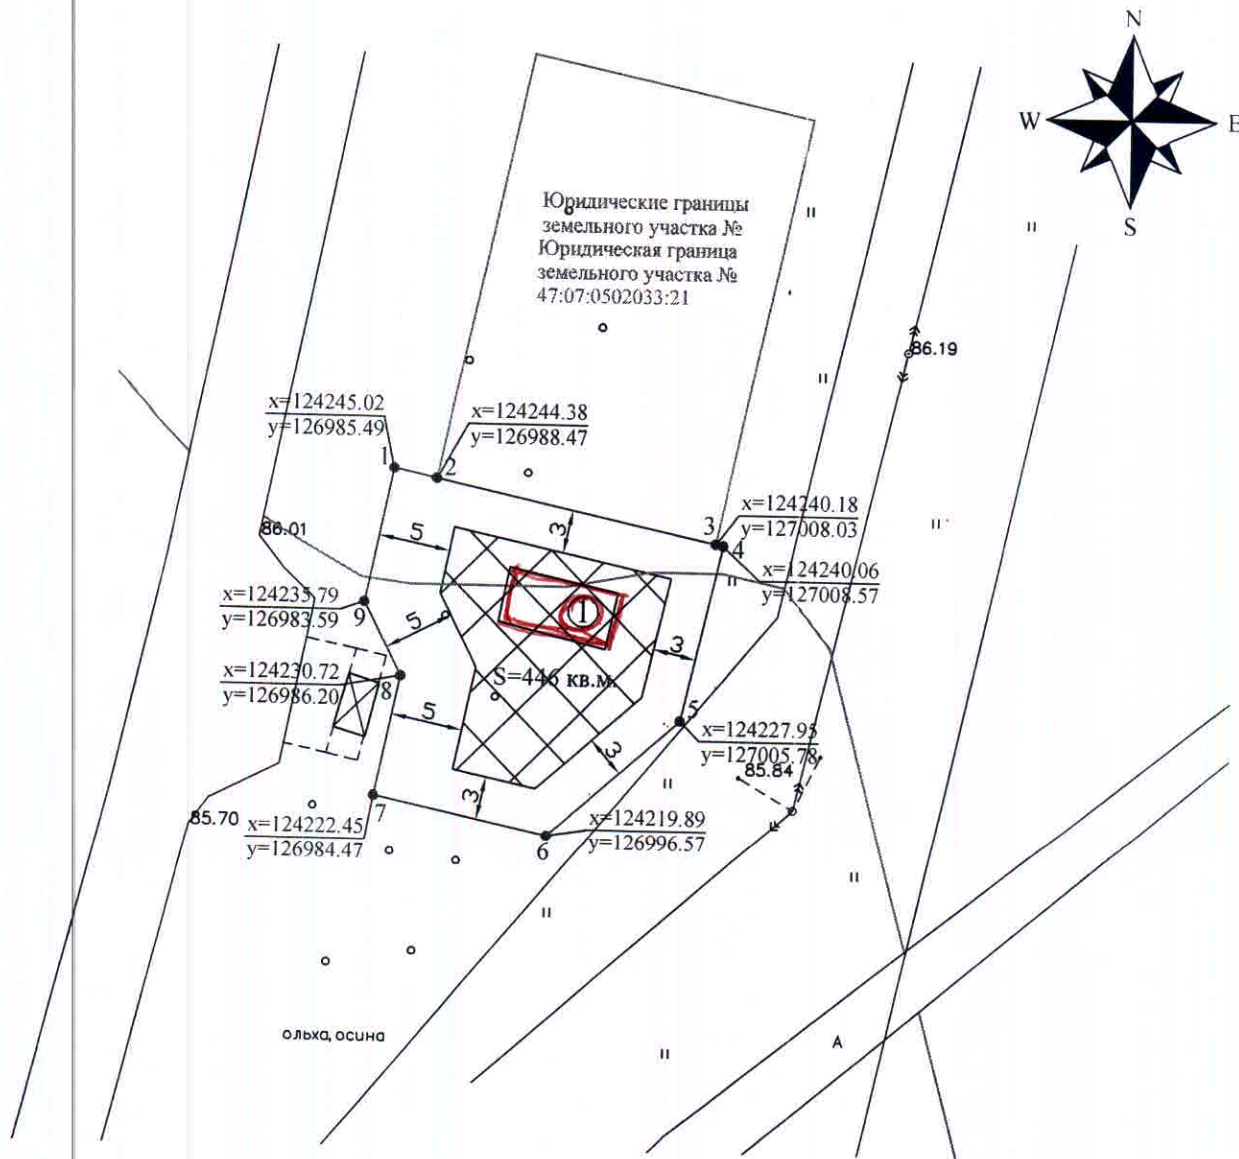 N
W
E
S
Юридические границы
земельного участка №
Юридическая граница
земельного участка №
47:07:0502033:21
86.19
x=124245.02
y=126985.49
x=124244.38
y=126988.47
1
2
x=124240.18
y=127008.03
3
4
86.01
5
3
x=124240.06
y=127008.57
x=124235.79
y=126983.59
9
5
1
3
x=124230.72
y=126986.20
8
S=446 кв.м.
5
5
x=124227.95
y=127005.78
3
85.84
3
85.70
x=124222.45
y=126984.47
7
x=124219.89
y=126996.57
6
ольха, осина
А